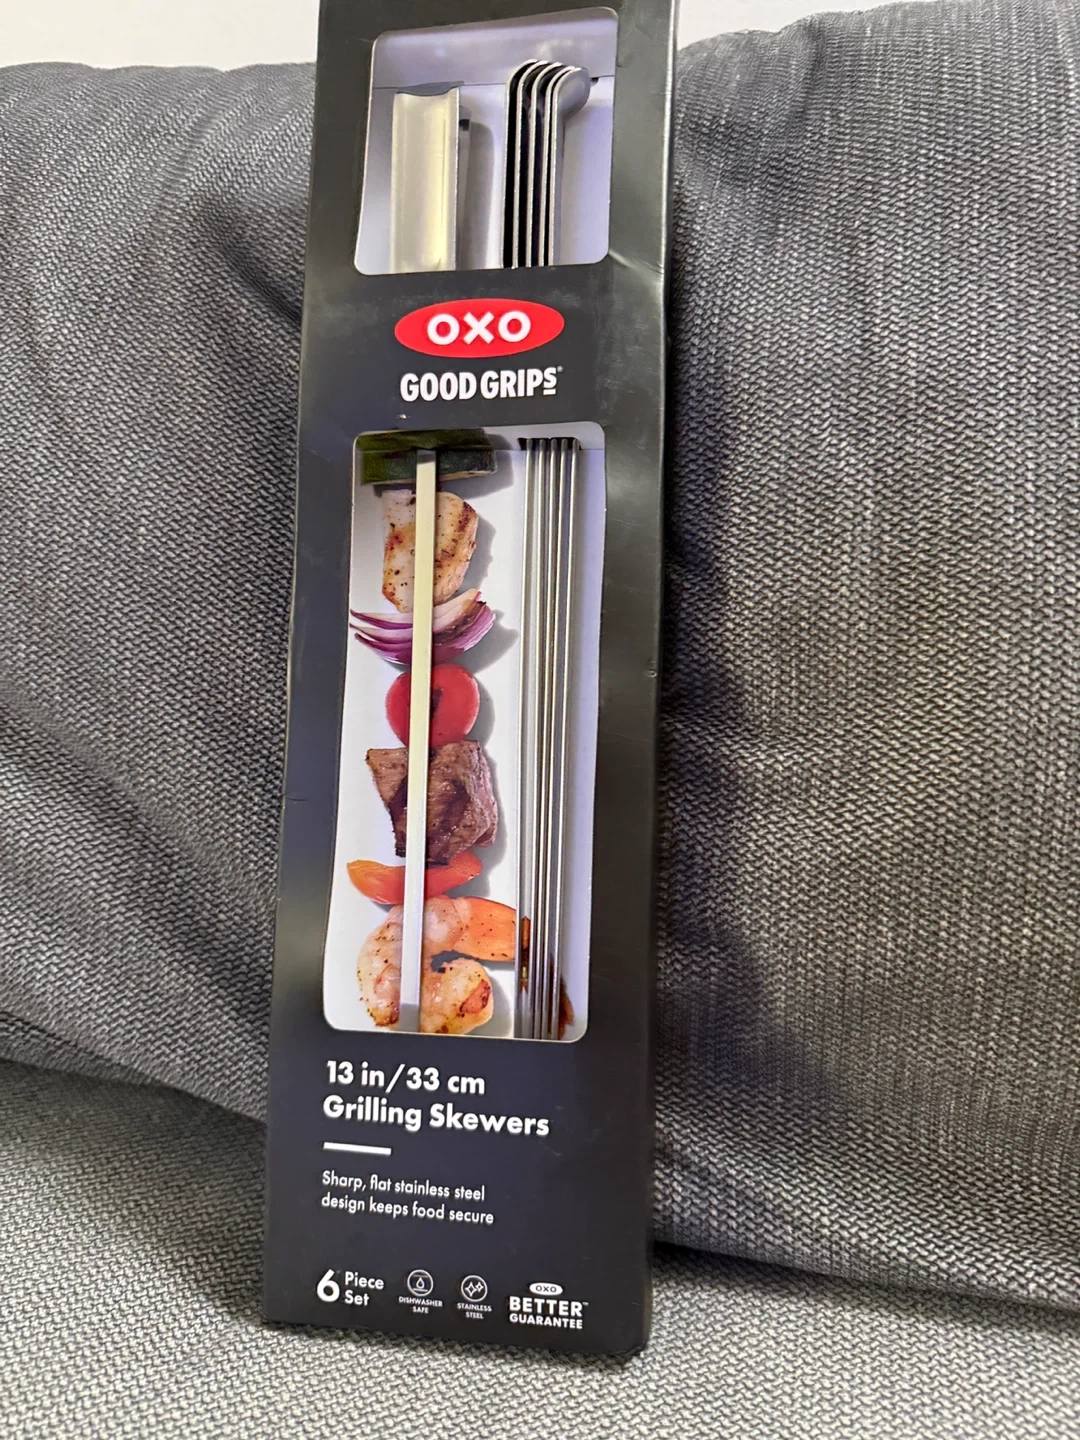 OXO
GOOD GRIPS®
13 in/33 cm
Grilling Skewers
Sharp, flat stainless steel
design keeps food secure
6 Piece
Set
DISHWASHER
SAFE
STAINLESS
STEEL
OXO
BETTER™
GUARANTEE